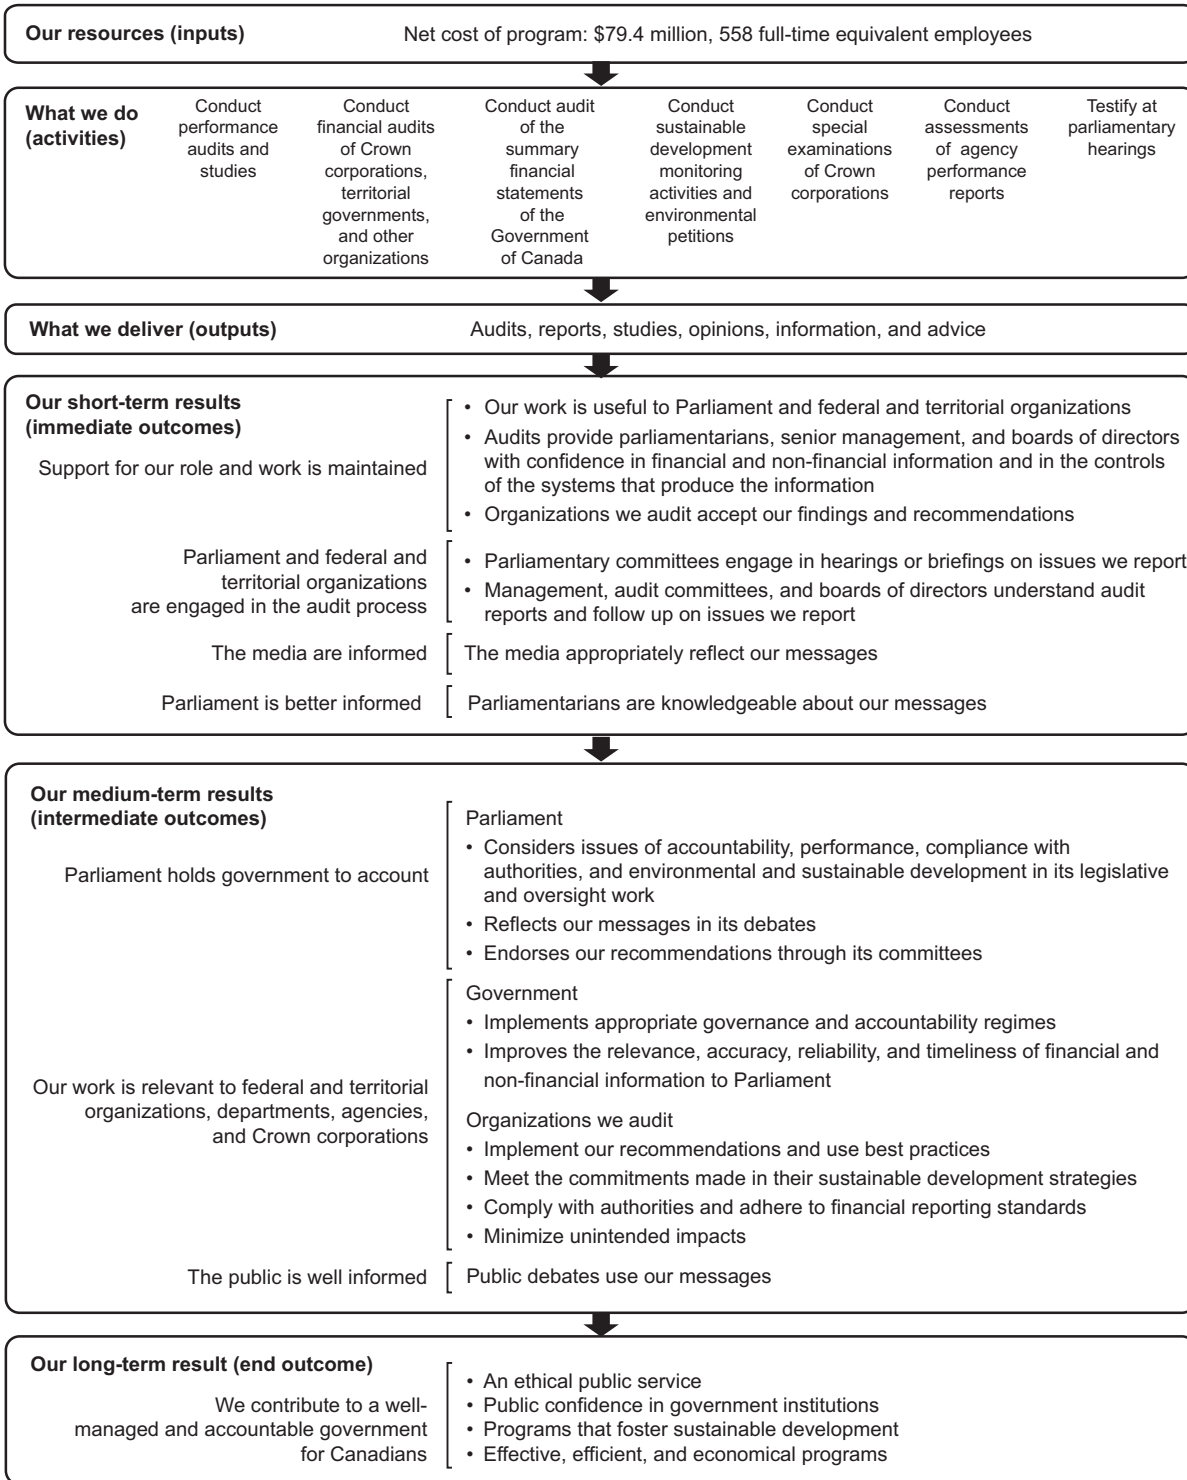 Our resources (inputs)
Net cost of program: $79.4 million, 558 full-time equivalent employees
What we do
(activities)
Conduct
performance
audits and
studies
Conduct
financial audits
of Crown
corporations,
territorial
governments,
and other
organizations
Conduct audit
of the
summary
financial
statements
of the
Government
of Canada
Conduct
sustainable
development
monitoring
activities and
environmental
petitions
Conduct
special
examinations
of Crown
corporations
Conduct
assessments
of agency
performance
reports
Testify at
parliamentary
hearings
What we deliver (outputs)
Audits, reports, studies, opinions, information, and advice
Our short-term results
(immediate outcomes)
Support for our role and work is maintained
• Our work is useful to Parliament and federal and territorial organizations
• Audits provide parliamentarians, senior management, and boards of directors
with confidence in financial and non-financial information and in the controls
of the systems that produce the information
• Organizations we audit accept our findings and recommendations
Parliament and federal and
territorial organizations
are engaged in the audit process
• Parliamentary committees engage in hearings or briefings on issues we report
• Management, audit committees, and boards of directors understand audit
reports and follow up on issues we report
The media are informed
The media appropriately reflect our messages
Parliament is better informed
Parliamentarians are knowledgeable about our messages
Our medium-term results
(intermediate outcomes)
Parliament holds government to account
Parliament
• Considers issues of accountability, performance, compliance with
authorities, and environmental and sustainable development in its legislative
and oversight work
• Reflects our messages in its debates
• Endorses our recommendations through its committees
Our work is relevant to federal and territorial
organizations, departments, agencies,
and Crown corporations
Government
• Implements appropriate governance and accountability regimes
• Improves the relevance, accuracy, reliability, and timeliness of financial and
non-financial information to Parliament
Organizations we audit
• Implement our recommendations and use best practices
• Meet the commitments made in their sustainable development strategies
• Comply with authorities and adhere to financial reporting standards
• Minimize unintended impacts
The public is well informed
Public debates use our messages
Our long-term result (end outcome)
We contribute to a well-
managed and accountable government
for Canadians
• An ethical public service
• Public confidence in government institutions
• Programs that foster sustainable development
• Effective, efficient, and economical programs